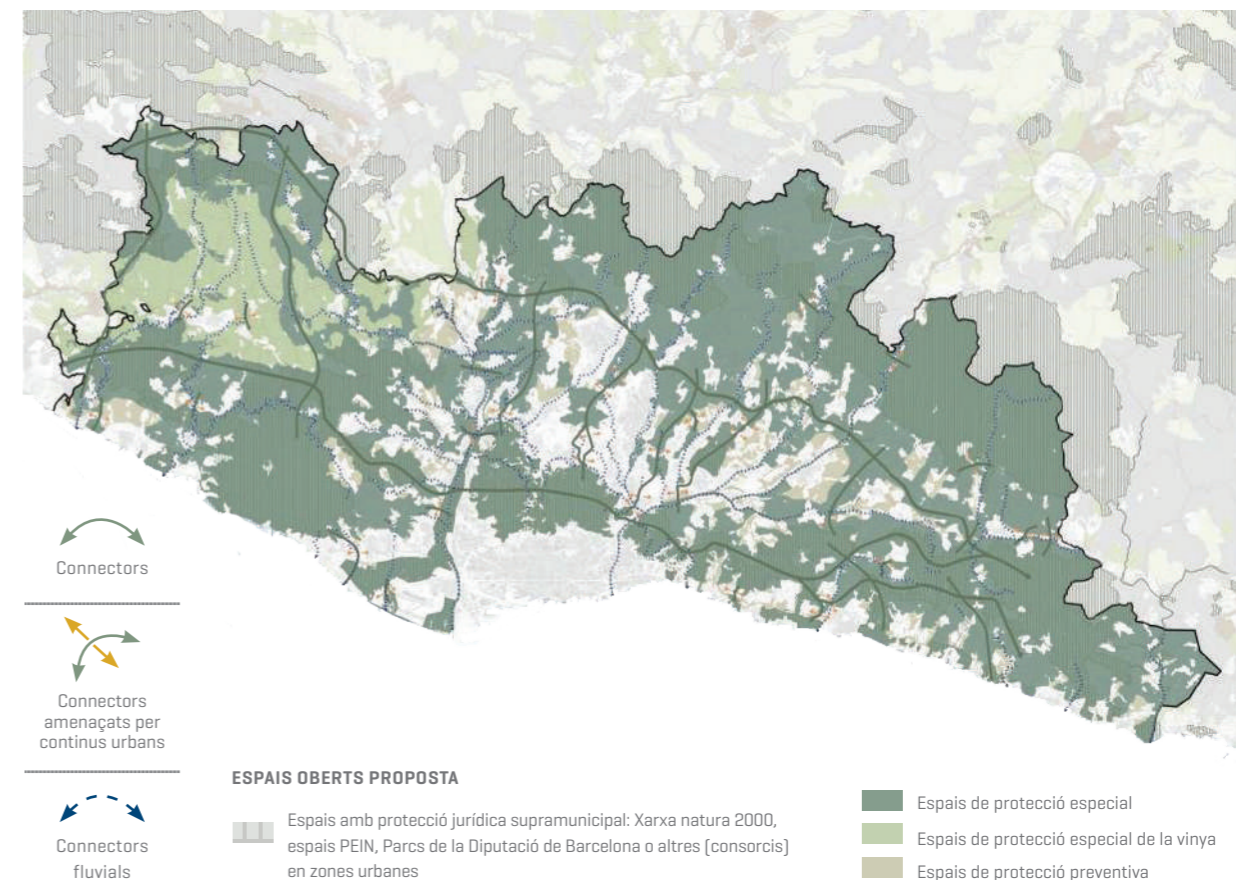 Connectors
Connectors
amenaçats per
continus urbans
Connectors
fluvials
ESPAIS OBERTS PROPOSTA
Espais amb protecció jurídica supramunicipal: Xarxa natura 2000,
espais PEIN, Parcs de la Diputació de Barcelona o altres (consorcis)
en zones urbanes
Espais de protecció especial
Espais de protecció especial de la vinya
Espais de protecció preventiva